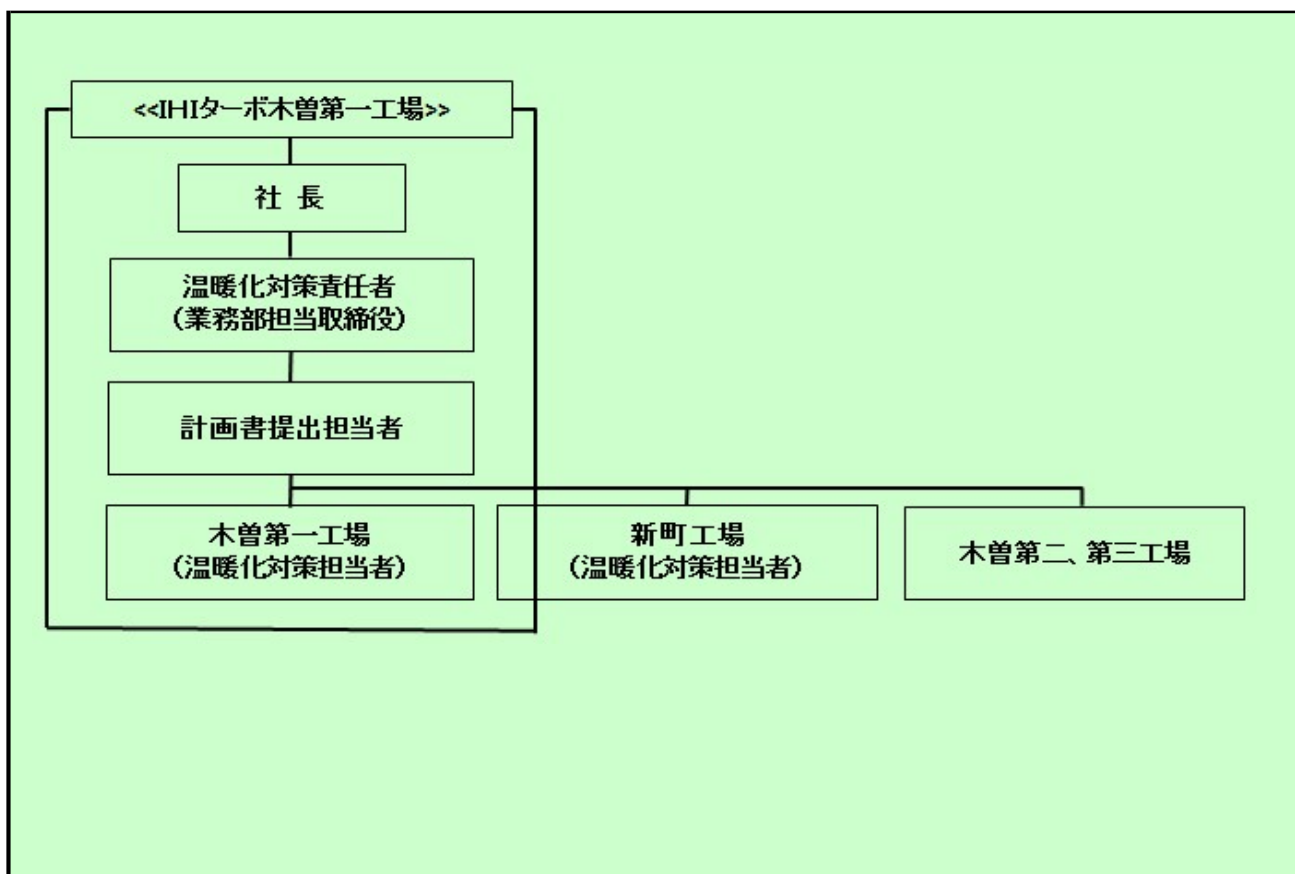 <<IHIターボ木曽第一工場>>
社 長
温暖化対策責任者
（業務部担当取締役）
計画書提出担当者
木曽第一工場
（温暖化対策担当者）
新町工場
（温暖化対策担当者）
木曽第二、第三工場